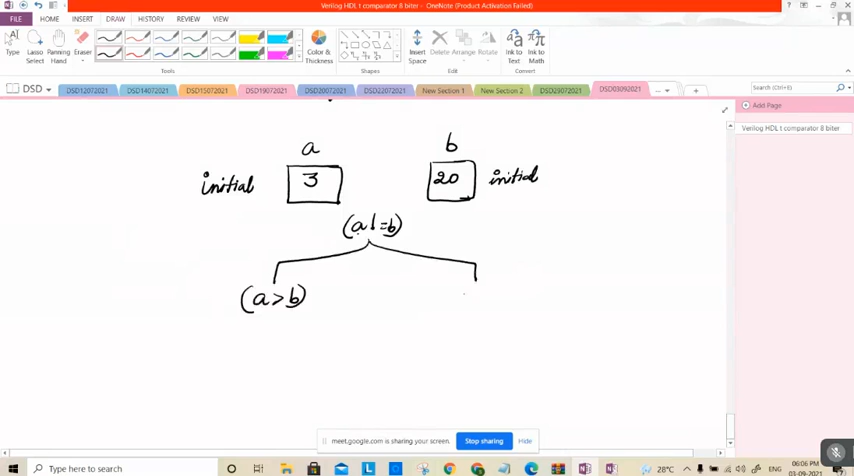 Verilog HDL t comparator 8 biter - OneNote (Product Activation Failed)
FILE HOME INSERT DRAW HISTORY REVIEW VIEW
Type Lasso Select Panning Hand Eraser Color & Thickness Insert Space Delete Arrange Rotate Ink to Text Ink to Math
Tools Shapes Edit Convert
DSD DSD12072021 DSD14072021 DSD15072021 DSD19072021 DSD20072021 DSD22072021 New Section 1 New Section 2 DSD29072021 DSD03092021 ... + Search (Ctrl+E)
Add Page
Verilog HDL t comparator 8 biter
a b
initial 3 20 initial
(a!=b)
(a>b)
meet.google.com is sharing your screen. Stop sharing Hide
Type here to search 28°C ENG 06:06 PM
03-09-2021